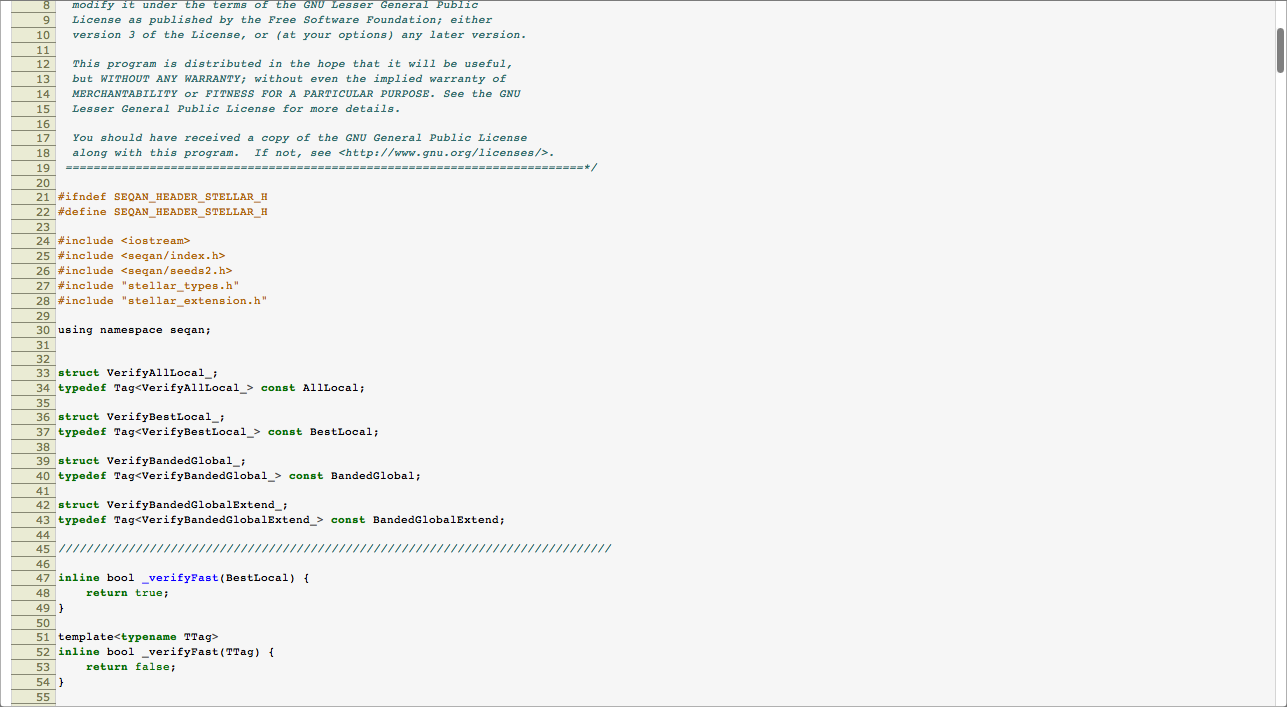 8 modify it under the terms of the GNU Lesser General Public
9 License as published by the Free Software Foundation; either
10 version 3 of the License, or (at your options) any later version.
11
12 This program is distributed in the hope that it will be useful,
13 but WITHOUT ANY WARRANTY; without even the implied warranty of
14 MERCHANTABILITY or FITNESS FOR A PARTICULAR PURPOSE. See the GNU
15 Lesser General Public License for more details.
16
17 You should have received a copy of the GNU General Public License
18 along with this program.  If not, see <http://www.gnu.org/licenses/>.
19 ==========================================================================*/
20
21 #ifndef SEQAN_HEADER_STELLAR_H
22 #define SEQAN_HEADER_STELLAR_H
23
24 #include <iostream>
25 #include <seqan/index.h>
26 #include <seqan/seeds2.h>
27 #include "stellar_types.h"
28 #include "stellar_extension.h"
29
30 using namespace seqan;
31
32
33 struct VerifyAllLocal_;
34 typedef Tag<VerifyAllLocal_> const AllLocal;
35
36 struct VerifyBestLocal_;
37 typedef Tag<VerifyBestLocal_> const BestLocal;
38
39 struct VerifyBandedGlobal_;
40 typedef Tag<VerifyBandedGlobal_> const BandedGlobal;
41
42 struct VerifyBandedGlobalExtend_;
43 typedef Tag<VerifyBandedGlobalExtend_> const BandedGlobalExtend;
44
45 ///////////////////////////////////////////////////////////////////////////////
46
47 inline bool _verifyFast(BestLocal) {
48     return true;
49 }
50
51 template<typename TTag>
52 inline bool _verifyFast(TTag) {
53     return false;
54 }
55